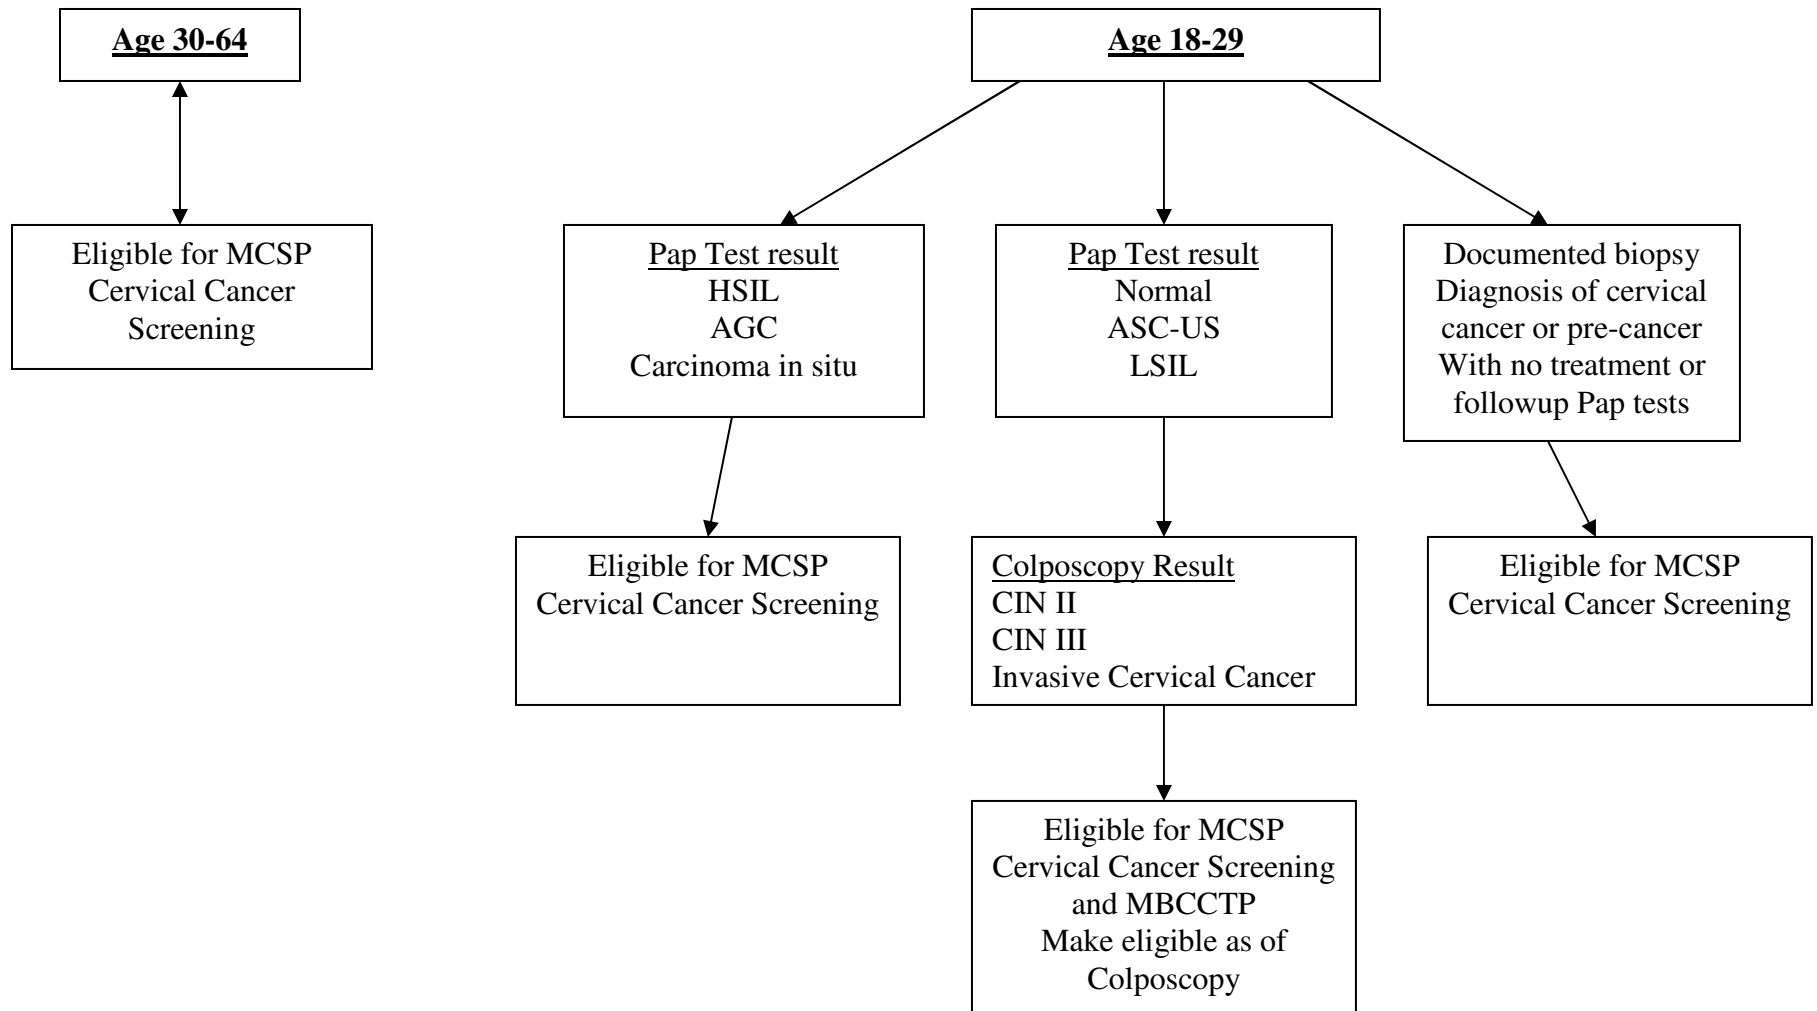 Age 30-64
Age 18-29
Eligible for MCSP
Cervical Cancer
Screening
Pap Test result
HSIL
AGC
Carcinoma in situ
Pap Test result
Normal
ASC-US
LSIL
Documented biopsy
Diagnosis of cervical
cancer or pre-cancer
With no treatment or
followup Pap tests
Eligible for MCSP
Cervical Cancer Screening
Colposcopy Result
CIN II
CIN III
Invasive Cervical Cancer
Eligible for MCSP
Cervical Cancer Screening
Eligible for MCSP
Cervical Cancer Screening
and MBCCTP
Make eligible as of
Colposcopy